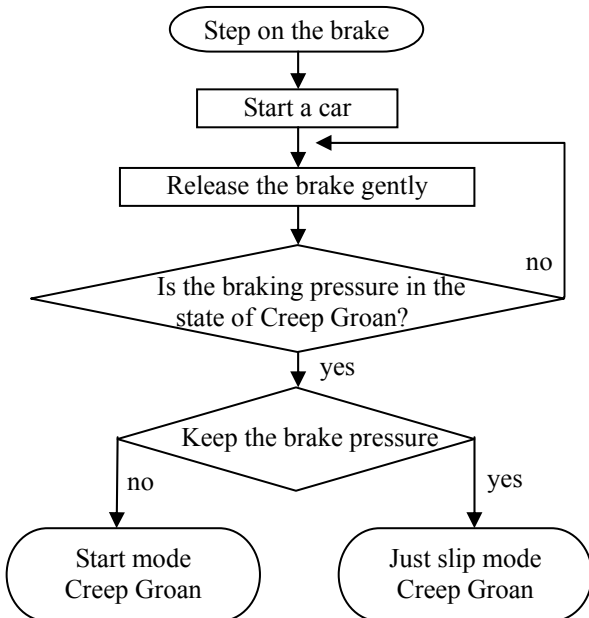 Step on the brake
Start a car
Release the brake gently
no
Is the braking pressure in the
state of Creep Groan?
yes
Keep the brake pressure
no
yes
Start mode
Creep Groan
Just slip mode
Creep Groan